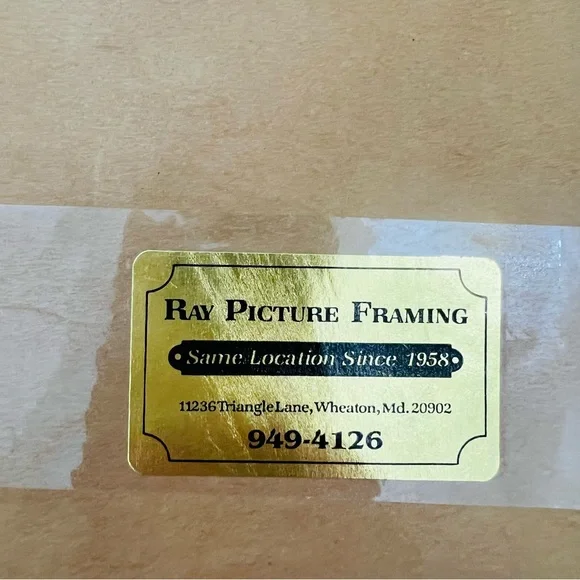 RAY PICTURE FRAMING
Same Location Since 1958
11236 Triangle Lane, Wheaton, Md. 20902
949-4126